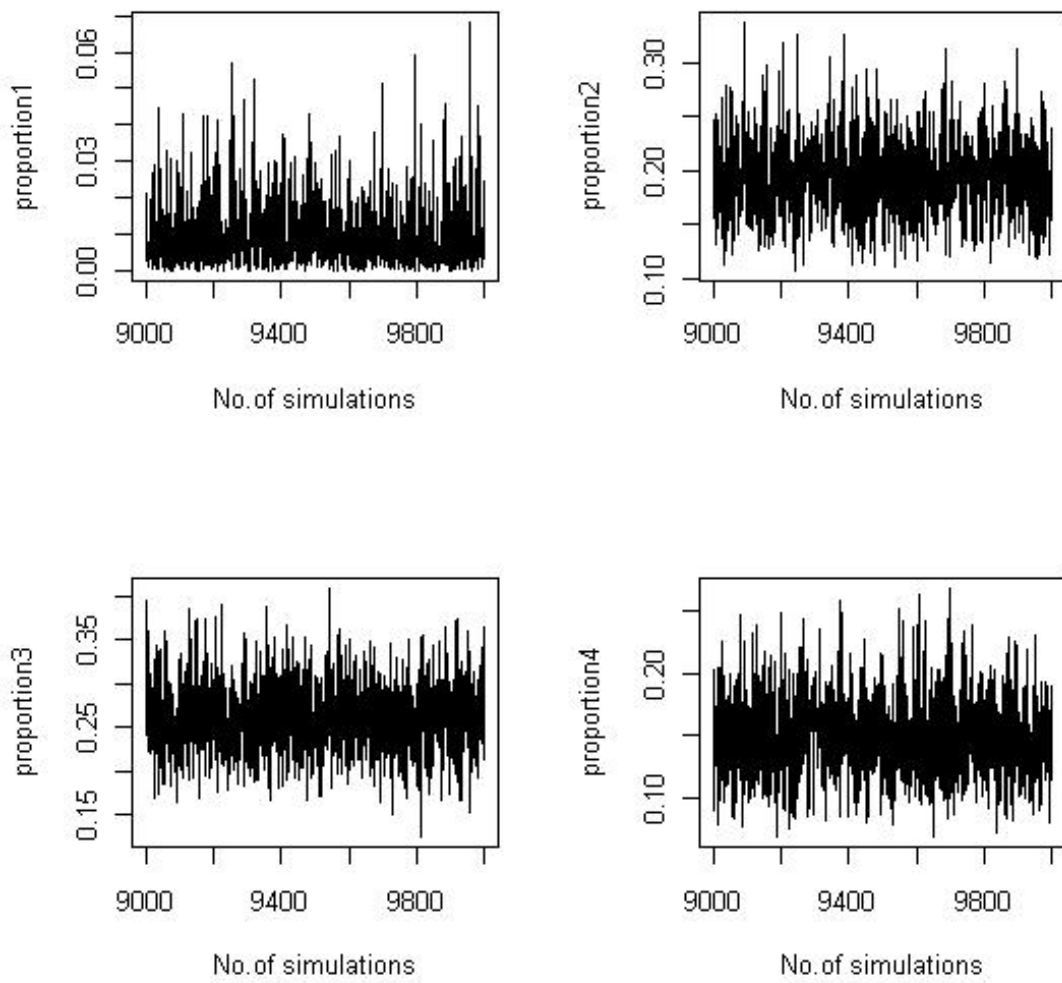 proportion1
0.06
0.03
0.00
9000 9400 9800
No.of simulations
proportion2
0.30
0.20
0.10
9000 9400 9800
No.of simulations
proportion3
0.35
0.25
0.15
9000 9400 9800
No.of simulations
proportion4
0.20
0.10
9000 9400 9800
No.of simulations